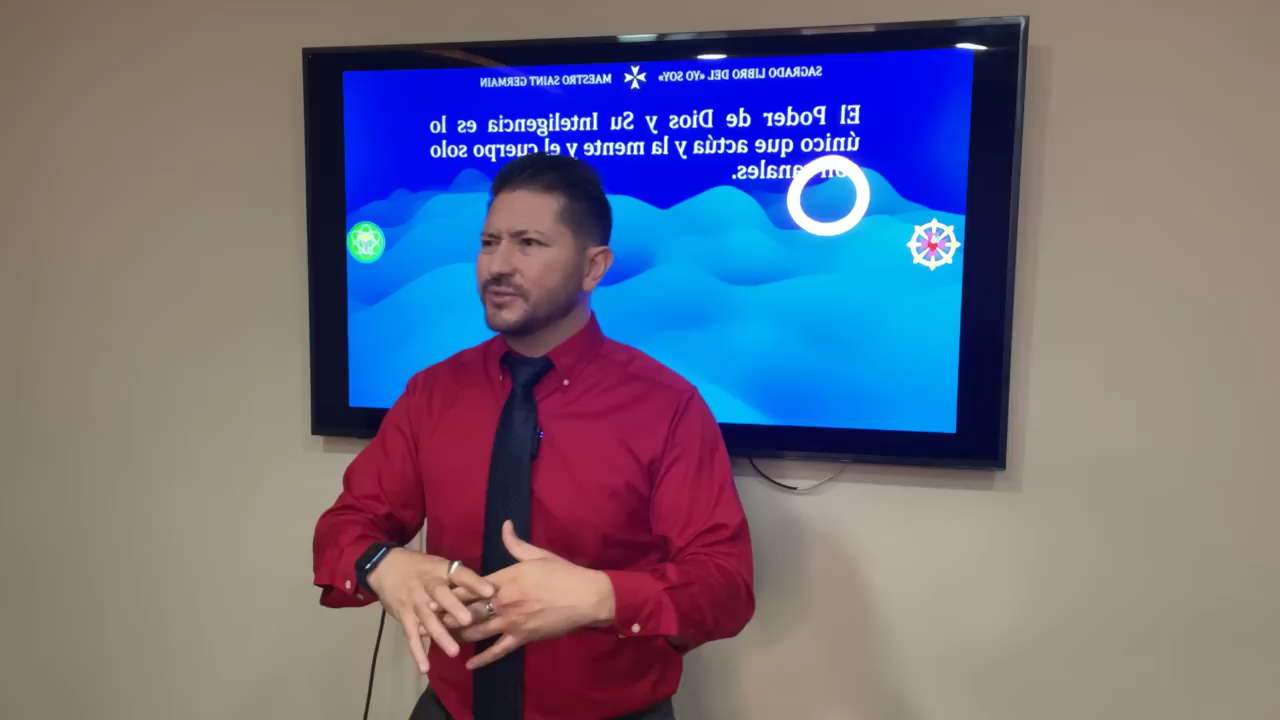 SAGRADO LIBRO DEL «YO SOY» MAESTRO SAINT GERMAIN
El Poder de Dios y Su Inteligencia es lo
único que actúa y la mente y el cuerpo solo
canales.